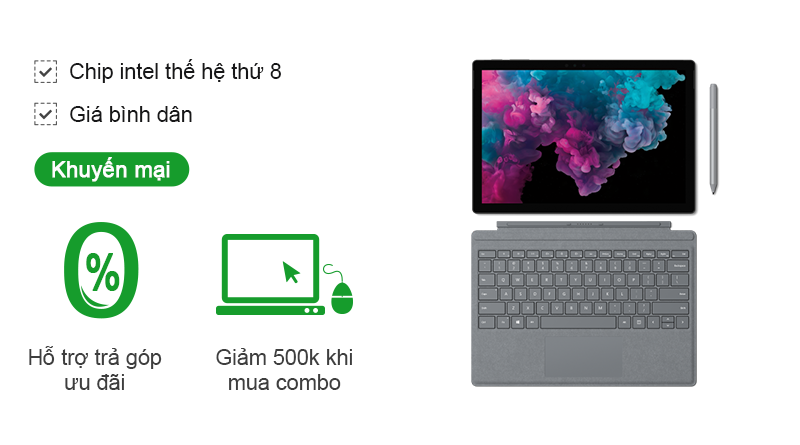 Chip intel thế hệ thứ 8
Giá bình dân
Khuyến mại
0%
Hỗ trợ trả góp
ưu đãi
Giảm 500k khi
mua combo